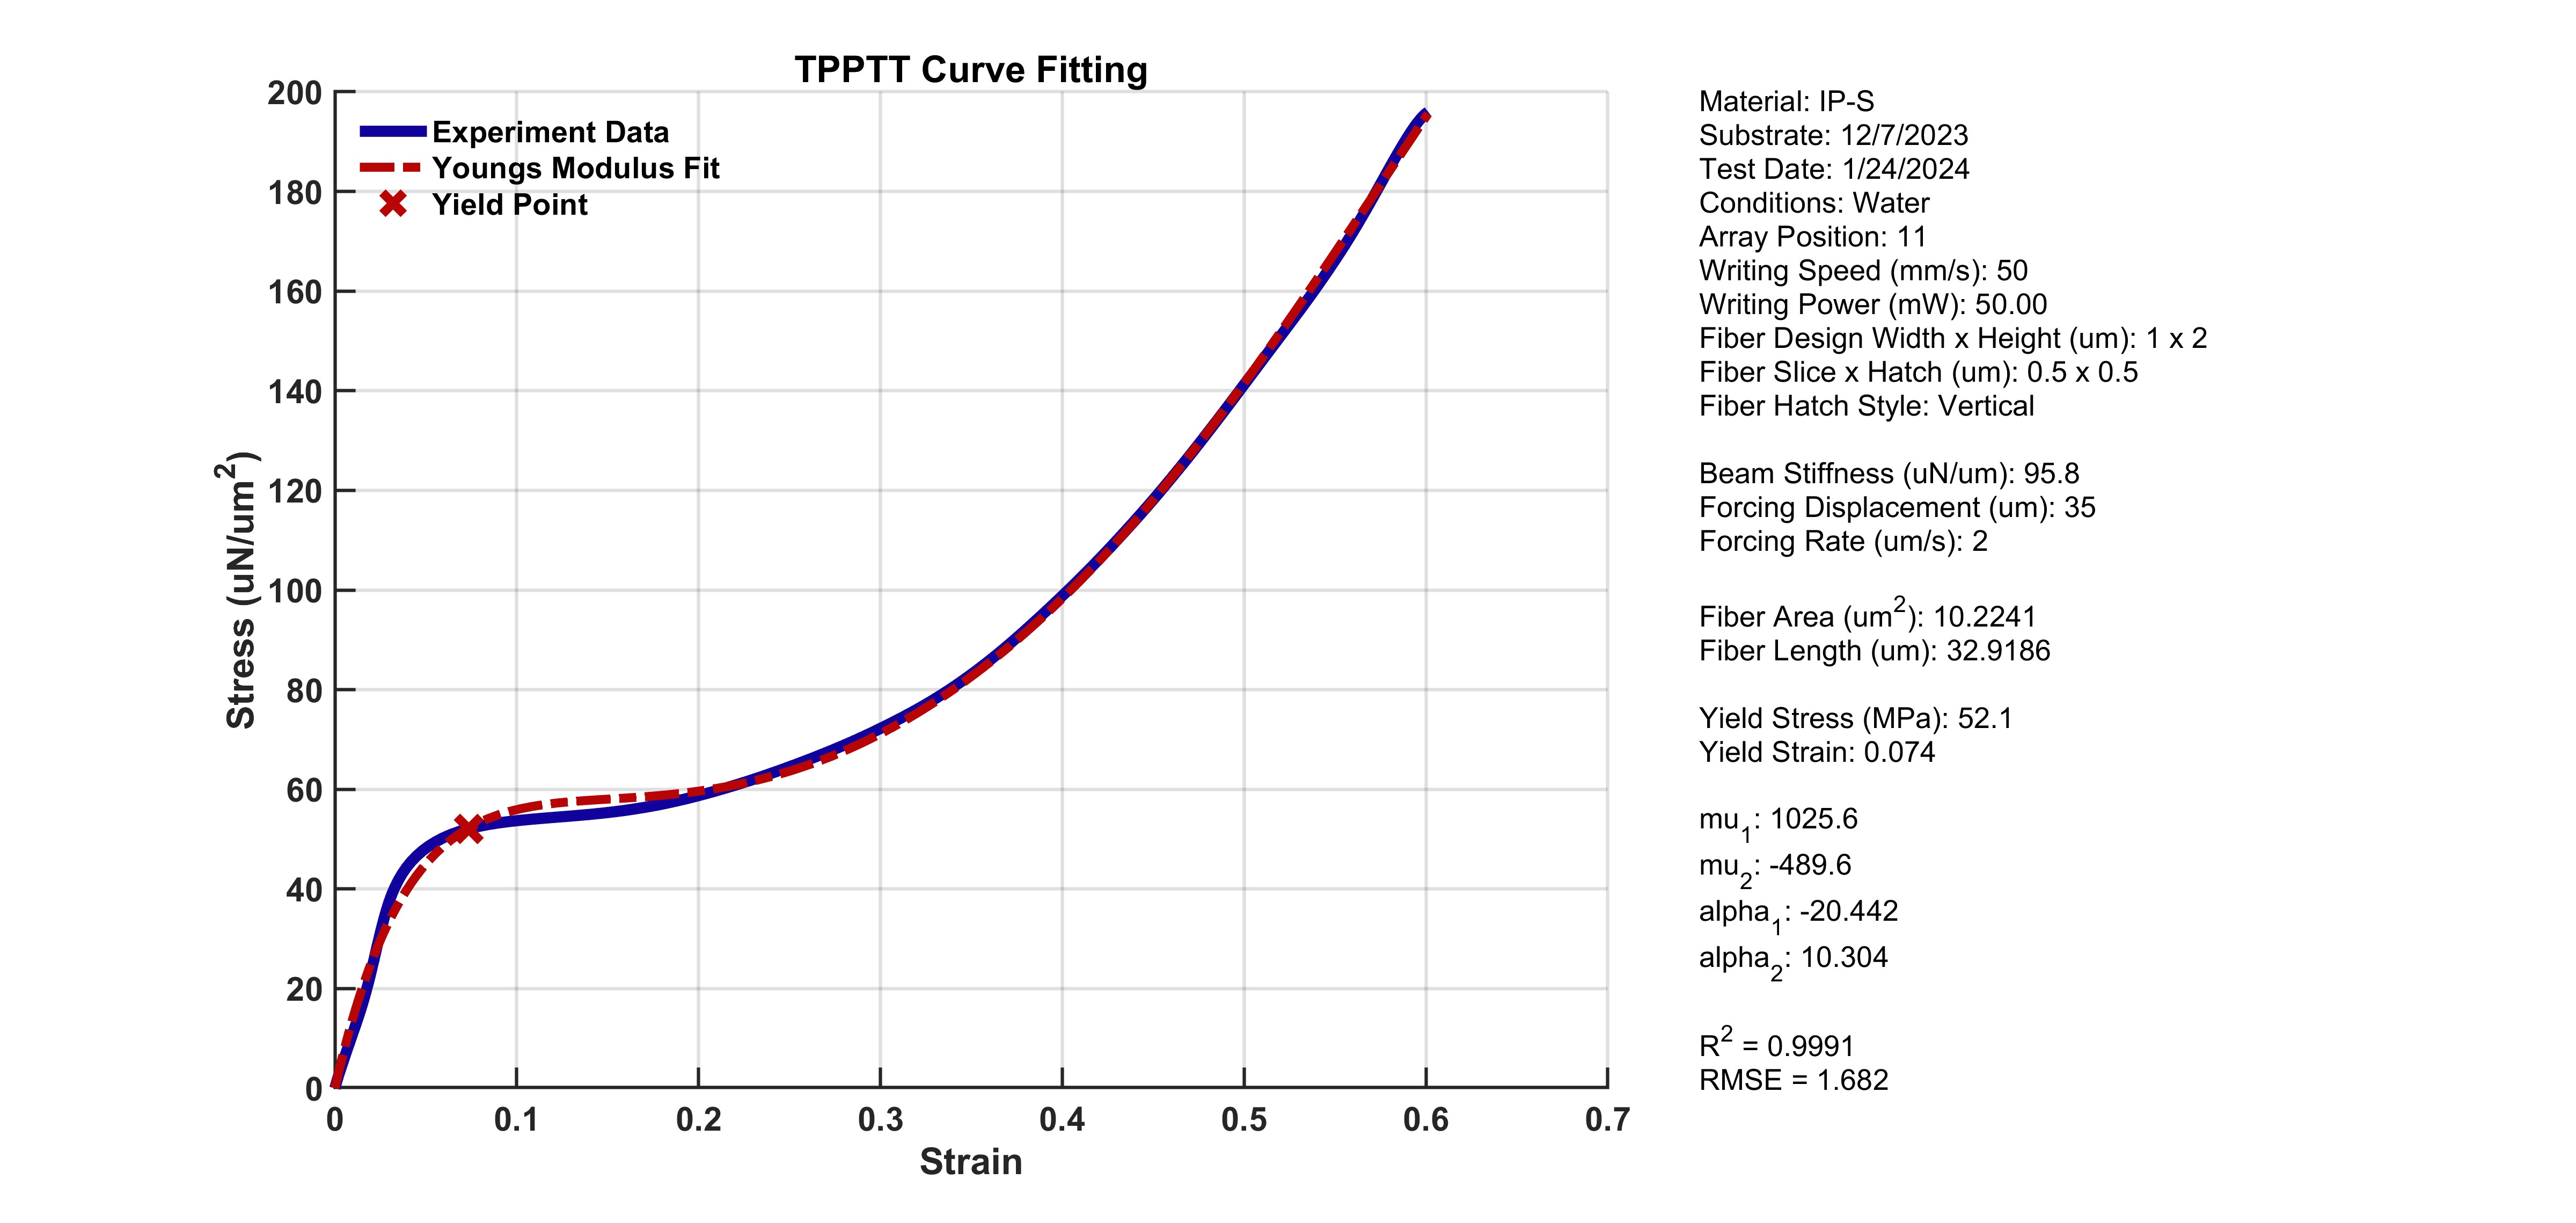 TPPTT Curve Fitting
200
180
160
140
120
100
80
60
40
20
0
Stress (uN/um²)
Experiment Data
Youngs Modulus Fit
Yield Point
0 0.1 0.2 0.3 0.4 0.5 0.6 0.7
Strain
Material: IP-S
Substrate: 12/7/2023
Test Date: 1/24/2024
Conditions: Water
Array Position: 11
Writing Speed (mm/s): 50
Writing Power (mW): 50.00
Fiber Design Width x Height (um): 1 x 2
Fiber Slice x Hatch (um): 0.5 x 0.5
Fiber Hatch Style: Vertical
Beam Stiffness (uN/um): 95.8
Forcing Displacement (um): 35
Forcing Rate (um/s): 2
Fiber Area (um²): 10.2241
Fiber Length (um): 32.9186
Yield Stress (MPa): 52.1
Yield Strain: 0.074
mu₁: 1025.6
mu₂: -489.6
alpha₁: -20.442
alpha₂: 10.304
R² = 0.9991
RMSE = 1.682